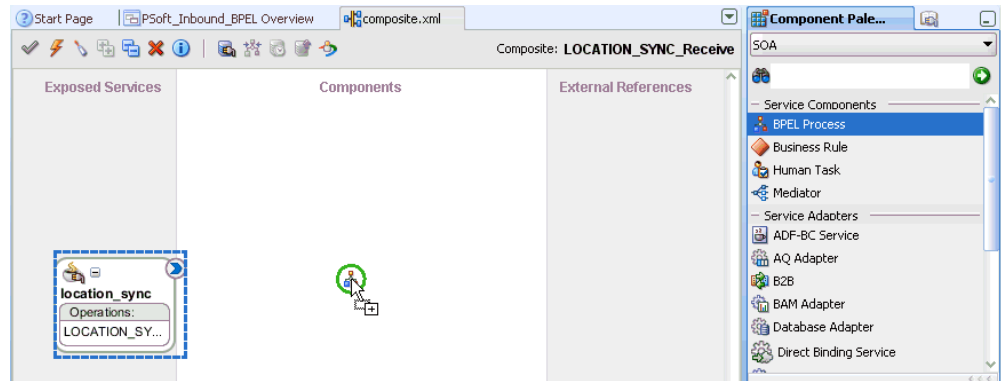 Start Page
PSoft_Inbound_BPEL Overview
composite.xml
Component Pale...
Composite: LOCATION_SYNC_Receive
SOA
Exposed Services
Components
External References
Service Components
BPEL Process
Business Rule
Human Task
Mediator
Service Adapters
ADF-BC Service
AQ Adapter
B2B
BAM Adapter
Database Adapter
Direct Binding Service
location_sync
Operations:
LOCATION_SY...